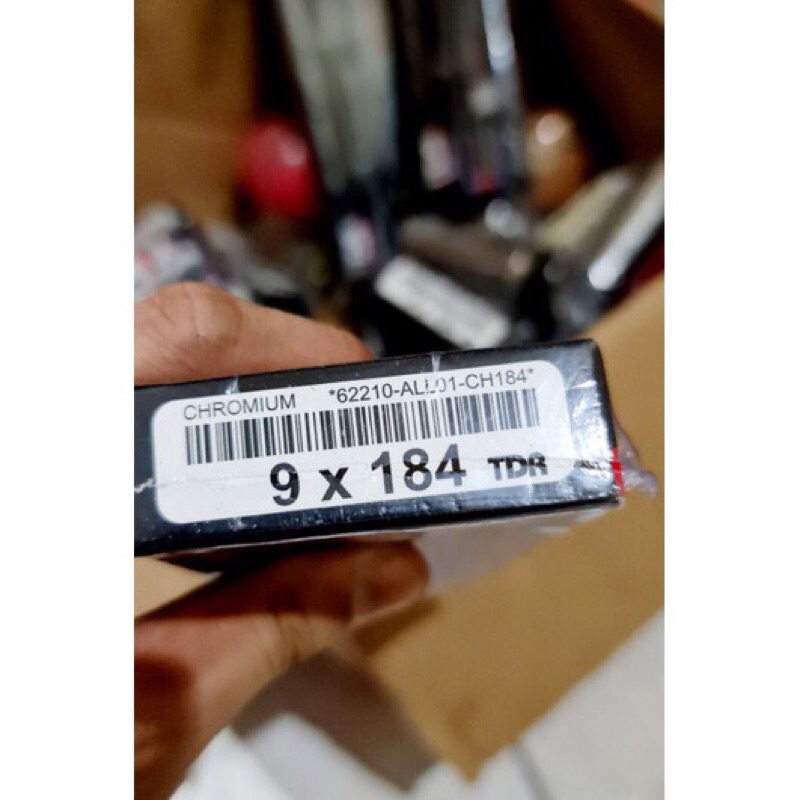 CHROMIUM *62210-ALL01-CH184*
9 x 184 TDR